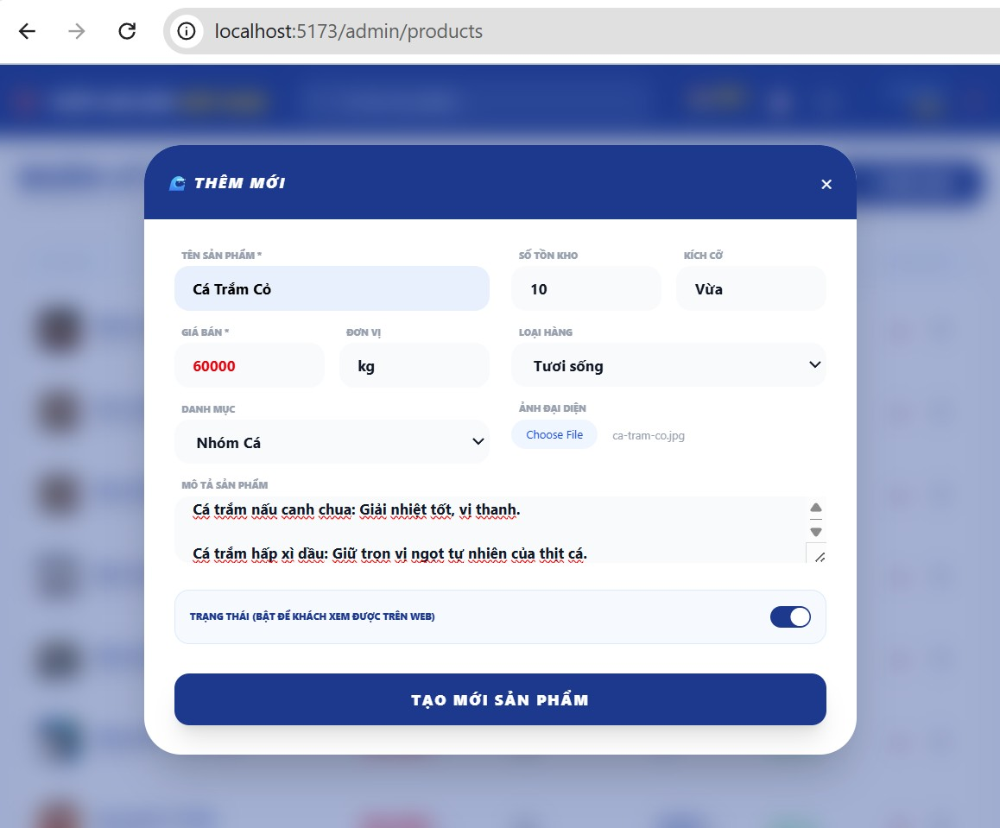 localhost:5173/admin/products
THÊM MỚI
TÊN SẢN PHẨM *
SỐ TỒN KHO
KÍCH CỠ
Cá Trắm Cỏ
10
Vừa
GIÁ BÁN *
ĐƠN VỊ
LOẠI HÀNG
60000
kg
Tươi sống
DANH MỤC
ẢNH ĐẠI DIỆN
Nhóm Cá
Choose File
ca-tram-co.jpg
MÔ TẢ SẢN PHẨM
Cá trắm nấu canh chua: Giải nhiệt tốt, vị thanh.
Cá trắm hấp xì dầu: Giữ trọn vị ngọt tự nhiên của thịt cá.
TRẠNG THÁI (BẬT ĐỂ KHÁCH XEM ĐƯỢC TRÊN WEB)
TẠO MỚI SẢN PHẨM